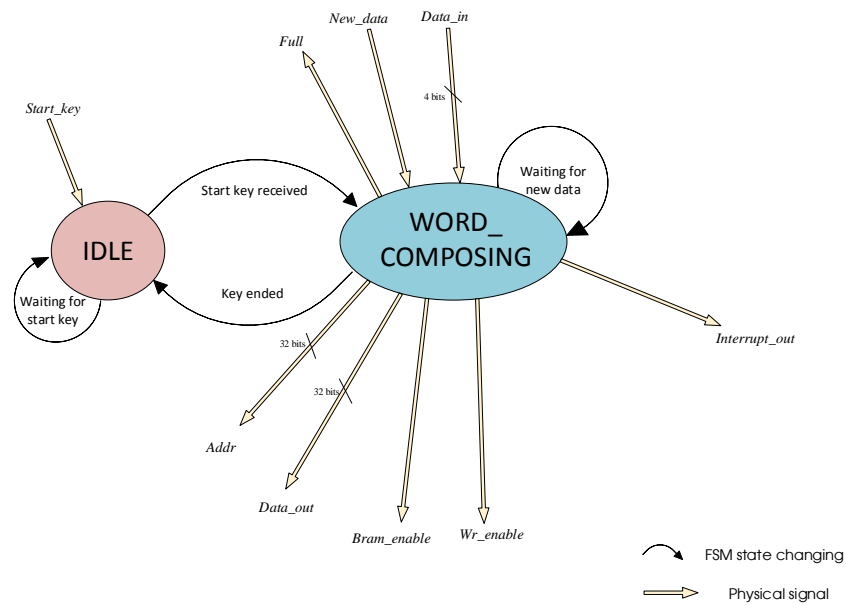 New_data
Data_in
Full
4 bits
Start_key
Waiting for
new data
Start key received
WORD_
COMPOSING
IDLE
Key ended
Waiting for
start key
Interrupt_out
32 bits
32 bits
Addr
Data_out
Bram_enable
Wr_enable
FSM state changing
Physical signal